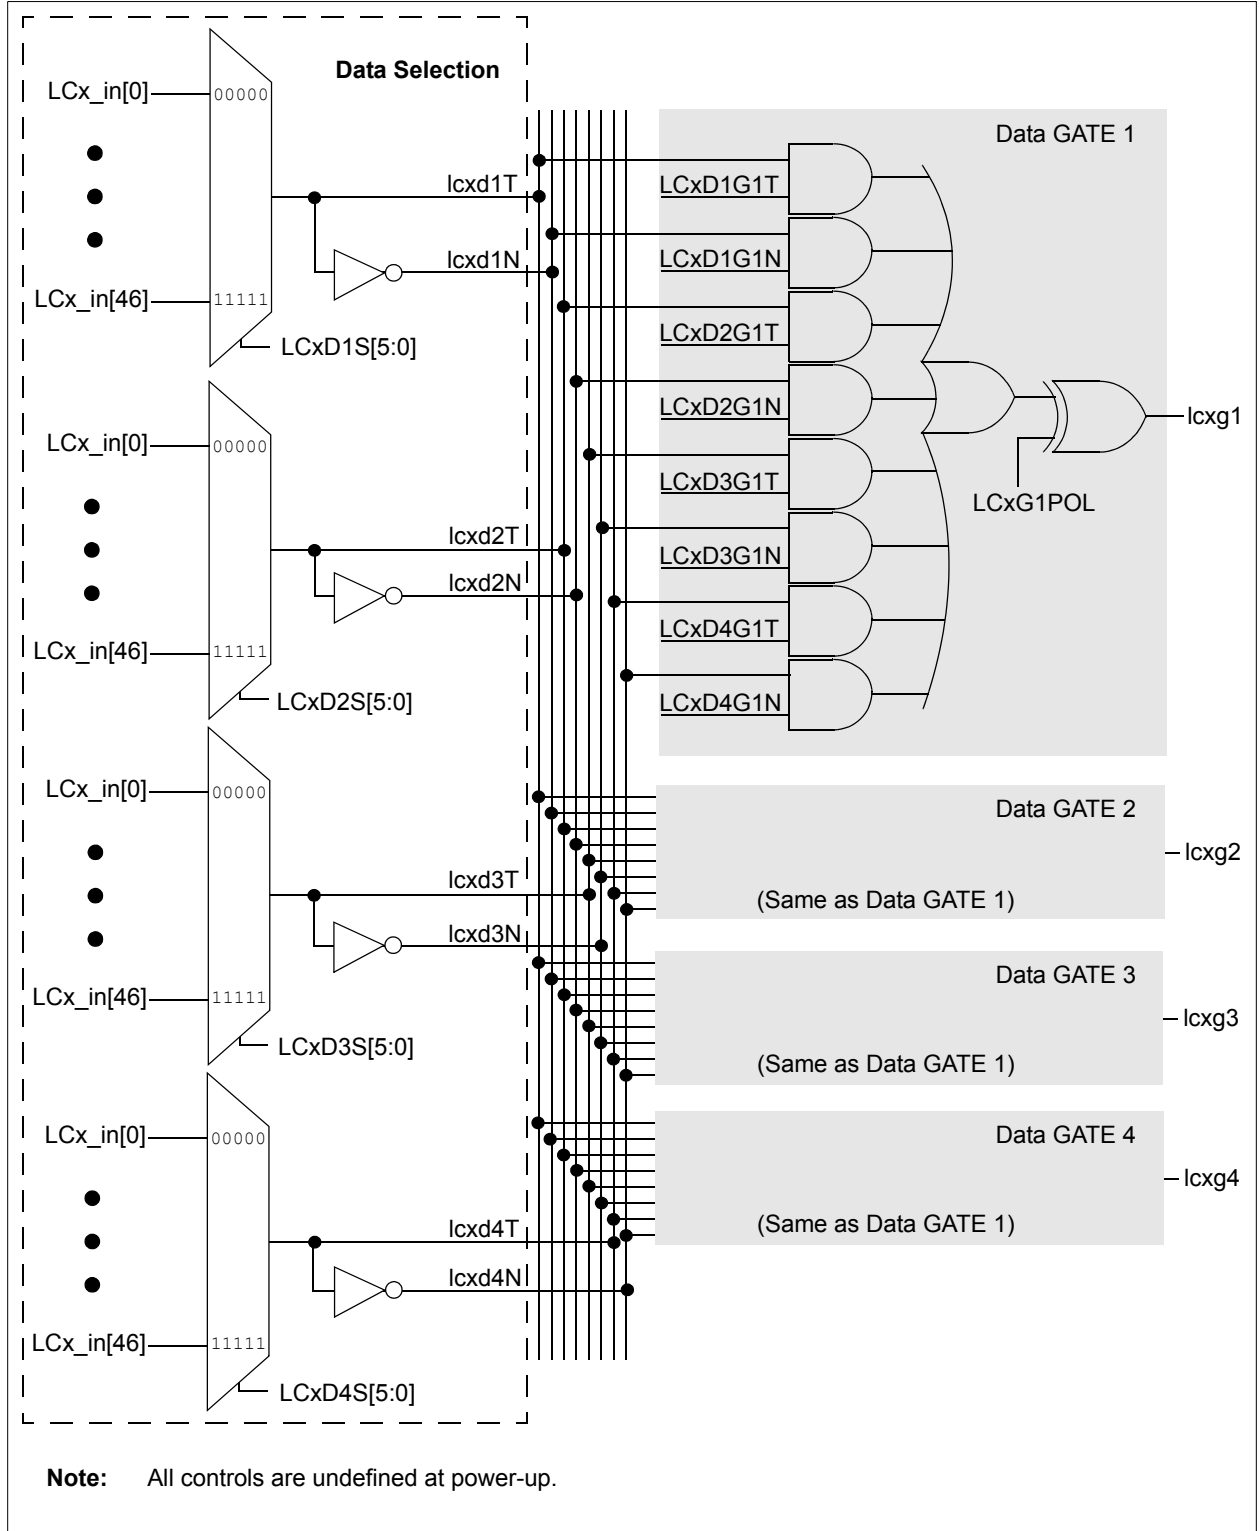 Data Selection
LCx_in[0]
00000
lcxd1T
lcxd1N
LCx_in[46]
11111
LCxD1S[5:0]
LCx_in[0]
00000
lcxd2T
lcxd2N
LCx_in[46]
11111
LCxD2S[5:0]
LCx_in[0]
00000
lcxd3T
lcxd3N
LCx_in[46]
11111
LCxD3S[5:0]
LCx_in[0]
00000
lcxd4T
lcxd4N
LCx_in[46]
11111
LCxD4S[5:0]
Data GATE 1
LCxD1G1T
LCxD1G1N
LCxD2G1T
LCxD2G1N
LCxD3G1T
LCxD3G1N
LCxD4G1T
LCxD4G1N
LCxG1POL
lcxg1
Data GATE 2
(Same as Data GATE 1)
lcxg2
Data GATE 3
(Same as Data GATE 1)
lcxg3
Data GATE 4
(Same as Data GATE 1)
lcxg4
Note: All controls are undefined at power-up.